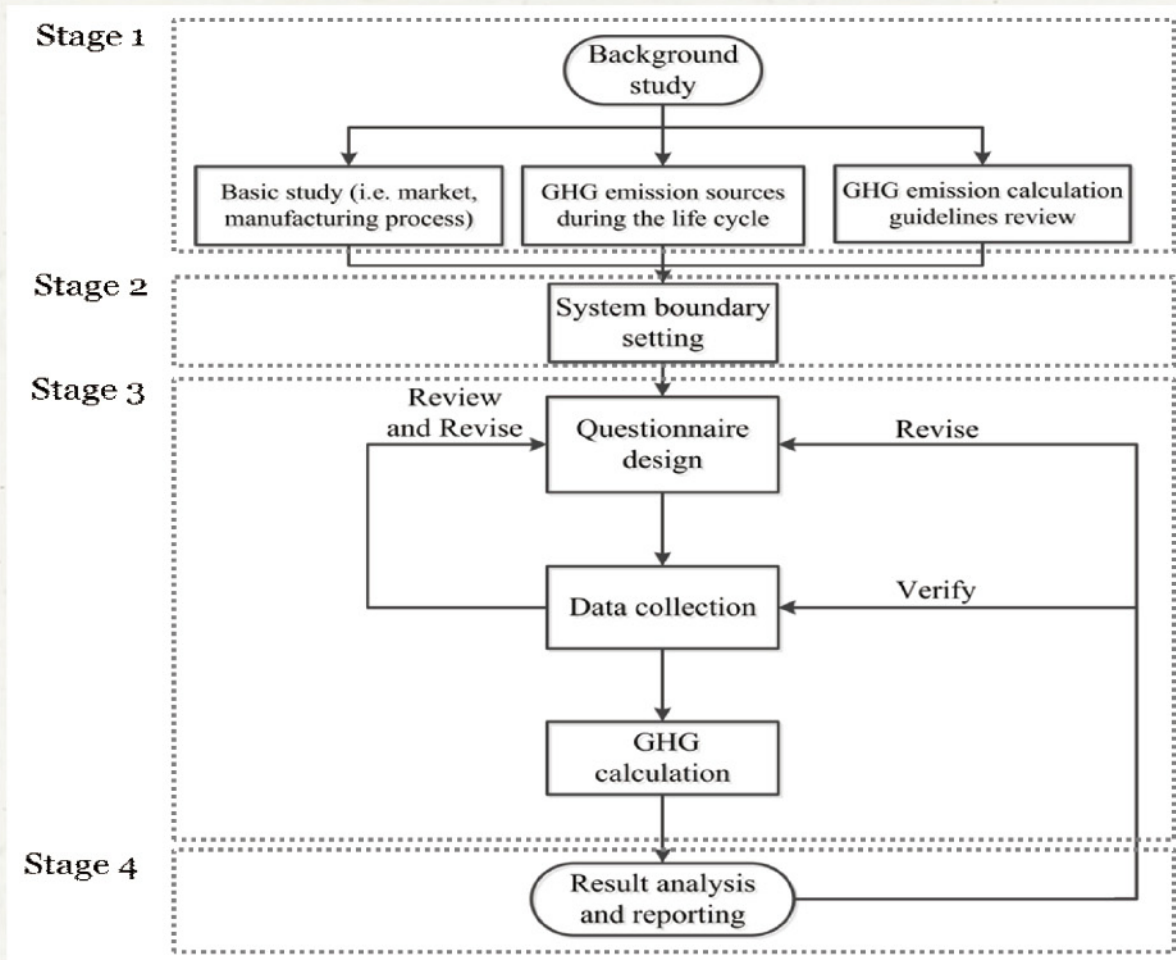 Stage 1
Background
study
Basic study (i.e. market,
manufacturing process)
GHG emission sources
during the life cycle
GHG emission calculation
guidelines review
Stage 2
System boundary
setting
Stage 3
Review
and Revise
Questionnaire
design
Revise
Data collection
Verify
GHG
calculation
Stage 4
Result analysis
and reporting